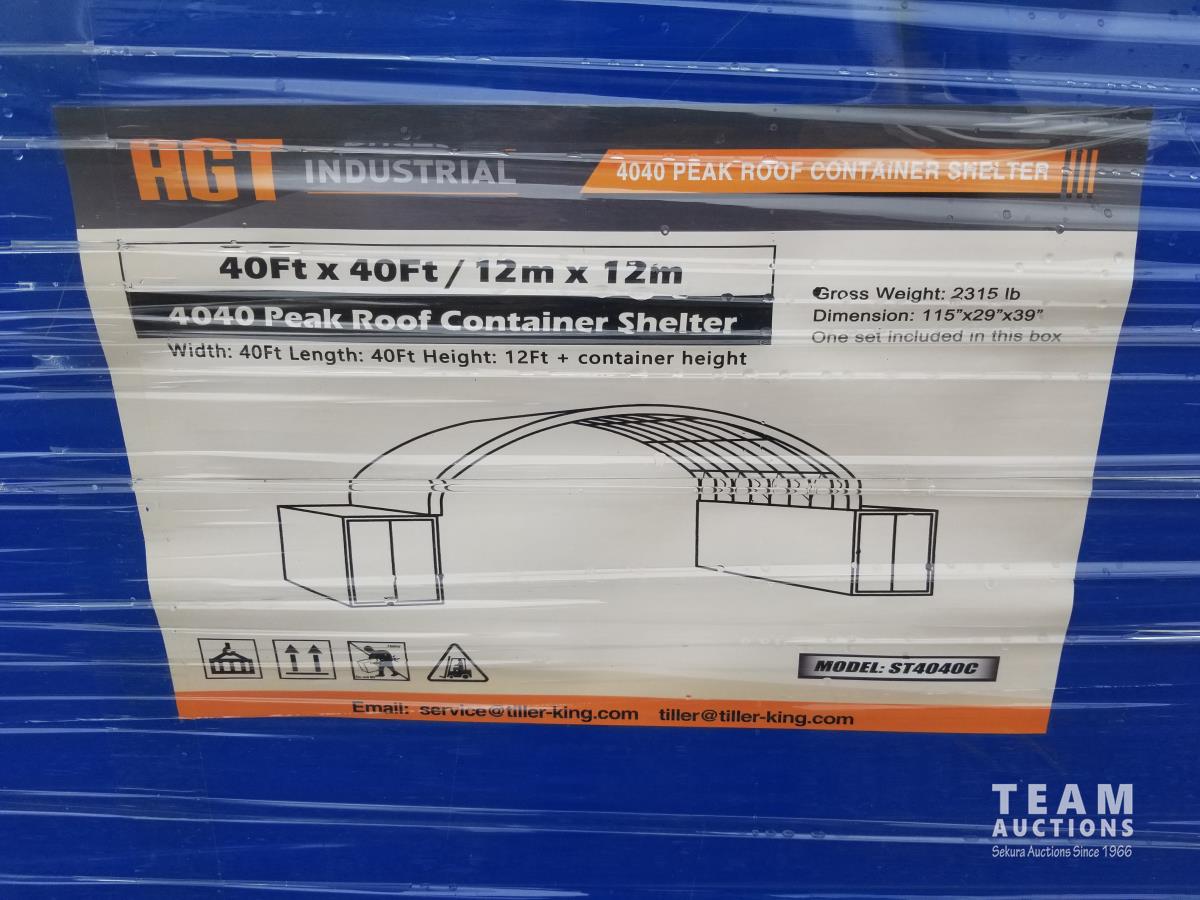 HGT
INDUSTRIAL
4040 PEAK ROOF CONTAINER SHELTER
40Ft x 40Ft / 12m x 12m
4040 Peak Roof Container Shelter
Width: 40Ft Length: 40Ft Height: 12Ft + container height
Gross Weight: 2315 lb
Dimension: 115"x29"x39"
One set included in this box
MODEL: ST4040C
Email: service@tiller-king.com tiller@tiller-king.com
TEAM
AUCTIONS
Sekura Auctions Since 1966